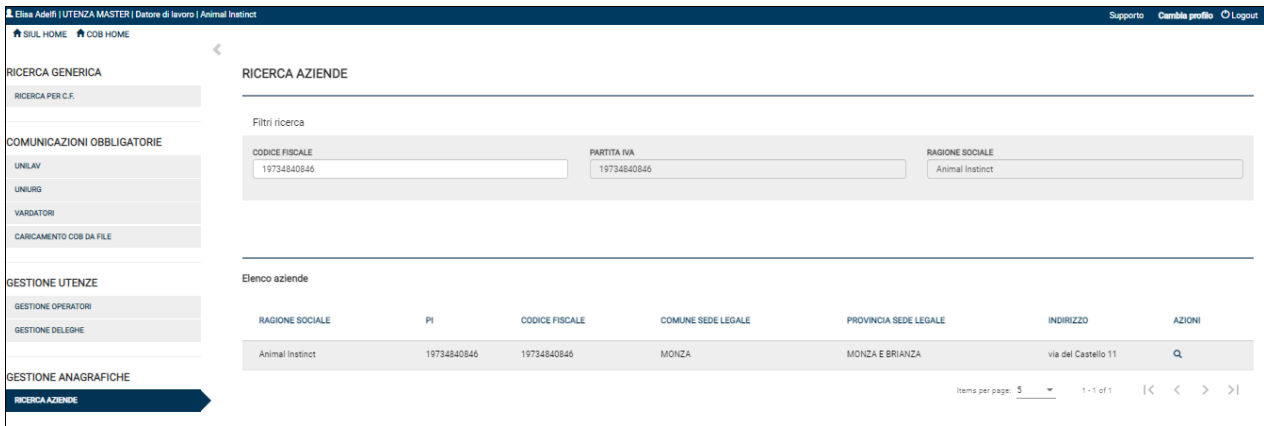 Elisa Adelfi | UTENZA MASTER | Datore di lavoro | Animal Instinct
Supporto Cambia profilo Logout
SIUL HOME COB HOME
RICERCA GENERICA
RICERCA PER C.F.
COMUNICAZIONI OBBLIGATORIE
UNILAV
UNIURG
VARDATORI
CARICAMENTO COB DA FILE
GESTIONE UTENZE
GESTIONE OPERATORI
GESTIONE DELEGHE
GESTIONE ANAGRAFICHE
RICERCA AZIENDE
RICERCA AZIENDE
Filtri ricerca
CODICE FISCALE PARTITA IVA RAGIONE SOCIALE
19734840846 19734840846 Animal Instinct
Elenco aziende
RAGIONE SOCIALE PI CODICE FISCALE COMUNE SEDE LEGALE PROVINCIA SEDE LEGALE INDIRIZZO AZIONI
Animal Instinct 19734840846 19734840846 MONZA MONZA E BRIANZA via del Castello 11
Items per page: 5 1 - 1 of 1